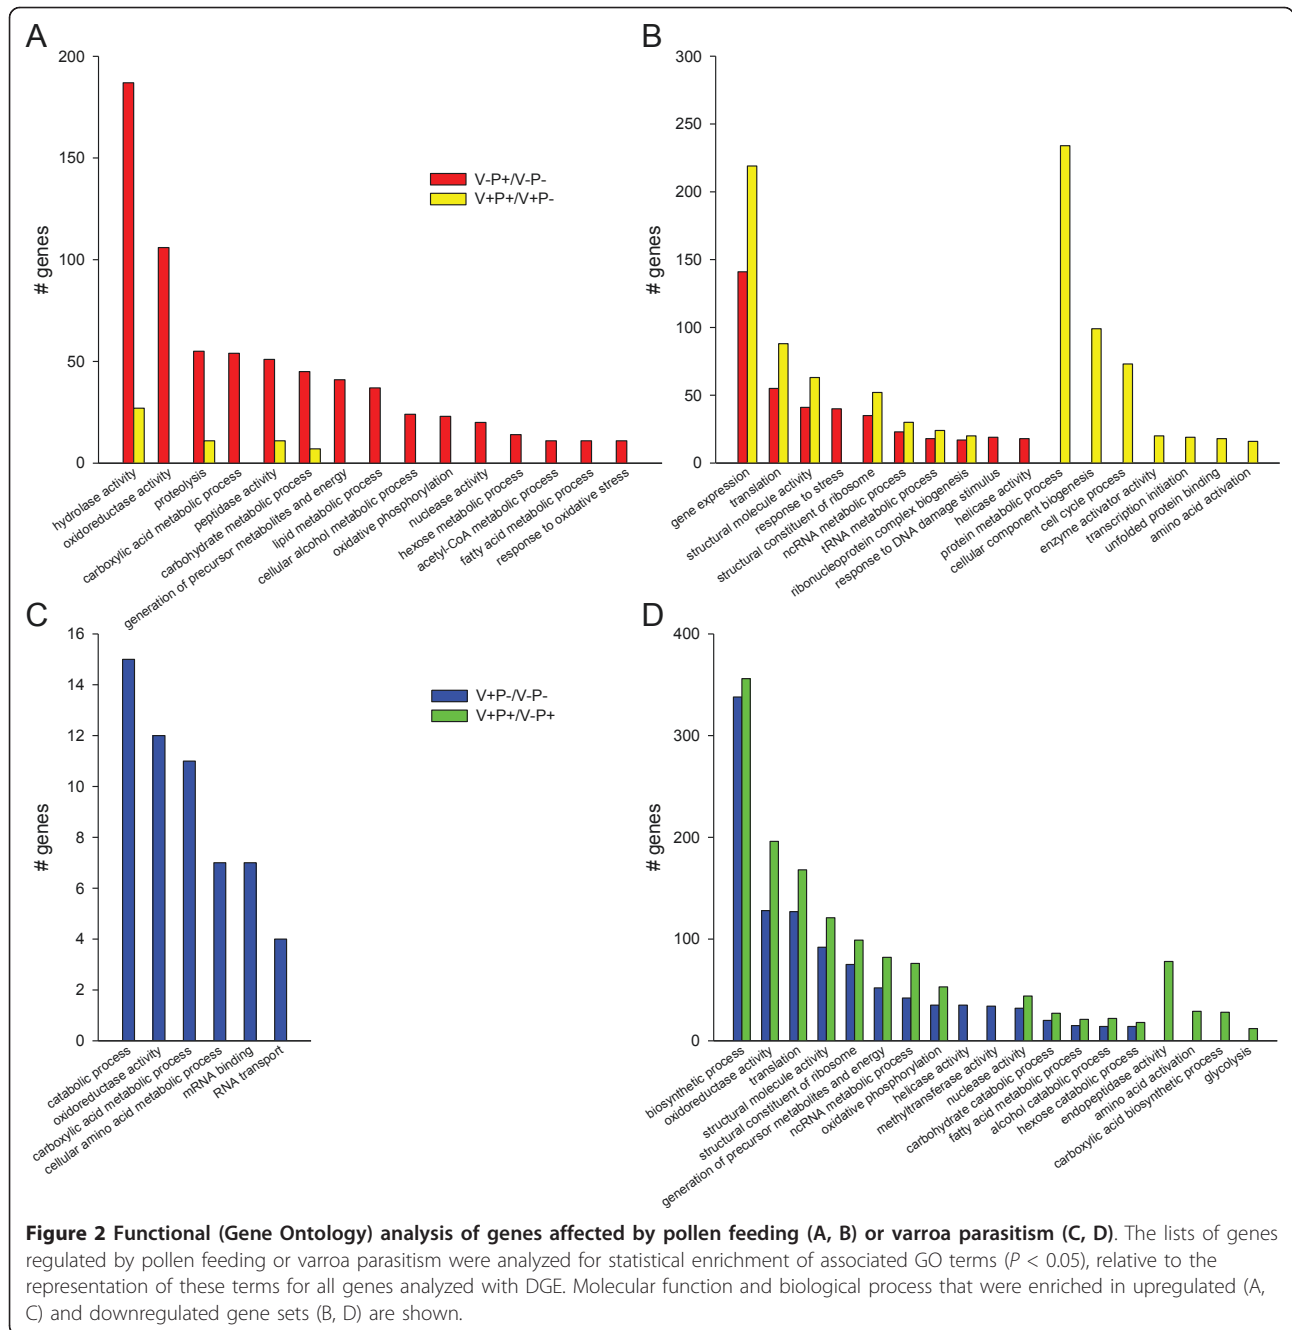 A
200
150
100
50
0
# genes
V-P+/V-P-
V+P+/V+P-
hydrolase activity
oxidoreductase activity
proteolysis
carboxylic acid metabolic process
peptidase activity
carbohydrate metabolic process
generation of precursor metabolites and energy
lipid metabolic process
cellular alcohol metabolic process
oxidative phosphorylation
nuclease activity
hexose metabolic process
acetyl-CoA metabolic process
fatty acid metabolic process
response to oxidative stress
B
300
250
200
150
100
50
0
# genes
gene expression
translation
structural molecule activity
response to stress
structural constituent of ribosome
ncRNA metabolic process
tRNA metabolic process
ribonucleoprotein complex biogenesis
response to DNA damage stimulus
helicase activity
protein metabolic process
cellular component biogenesis
cell cycle process
enzyme activator activity
transcription initiation
unfolded protein binding
amino acid activation
C
16
14
12
10
8
6
4
2
0
# genes
V+P-/V-P-
V+P+/V-P+
catabolic process
oxidoreductase activity
carboxylic acid metabolic process
cellular amino acid metabolic process
mRNA binding
RNA transport
D
400
300
200
100
0
# genes
biosynthetic process
oxidoreductase activity
translation
structural molecule activity
structural constituent of ribosome
generation of precursor metabolites and energy
ncRNA metabolic process
oxidative phosphorylation
helicase activity
methyltransferase activity
nuclease activity
carbohydrate catabolic process
fatty acid metabolic process
alcohol catabolic process
hexose catabolic process
endopeptidase activity
amino acid activation
carboxylic acid biosynthetic process
glycolysis
Figure 2 Functional (Gene Ontology) analysis of genes affected by pollen feeding (A, B) or varroa parasitism (C, D). The lists of genes
regulated by pollen feeding or varroa parasitism were analyzed for statistical enrichment of associated GO terms (P < 0.05), relative to the
representation of these terms for all genes analyzed with DGE. Molecular function and biological process that were enriched in upregulated (A,
C) and downregulated gene sets (B, D) are shown.